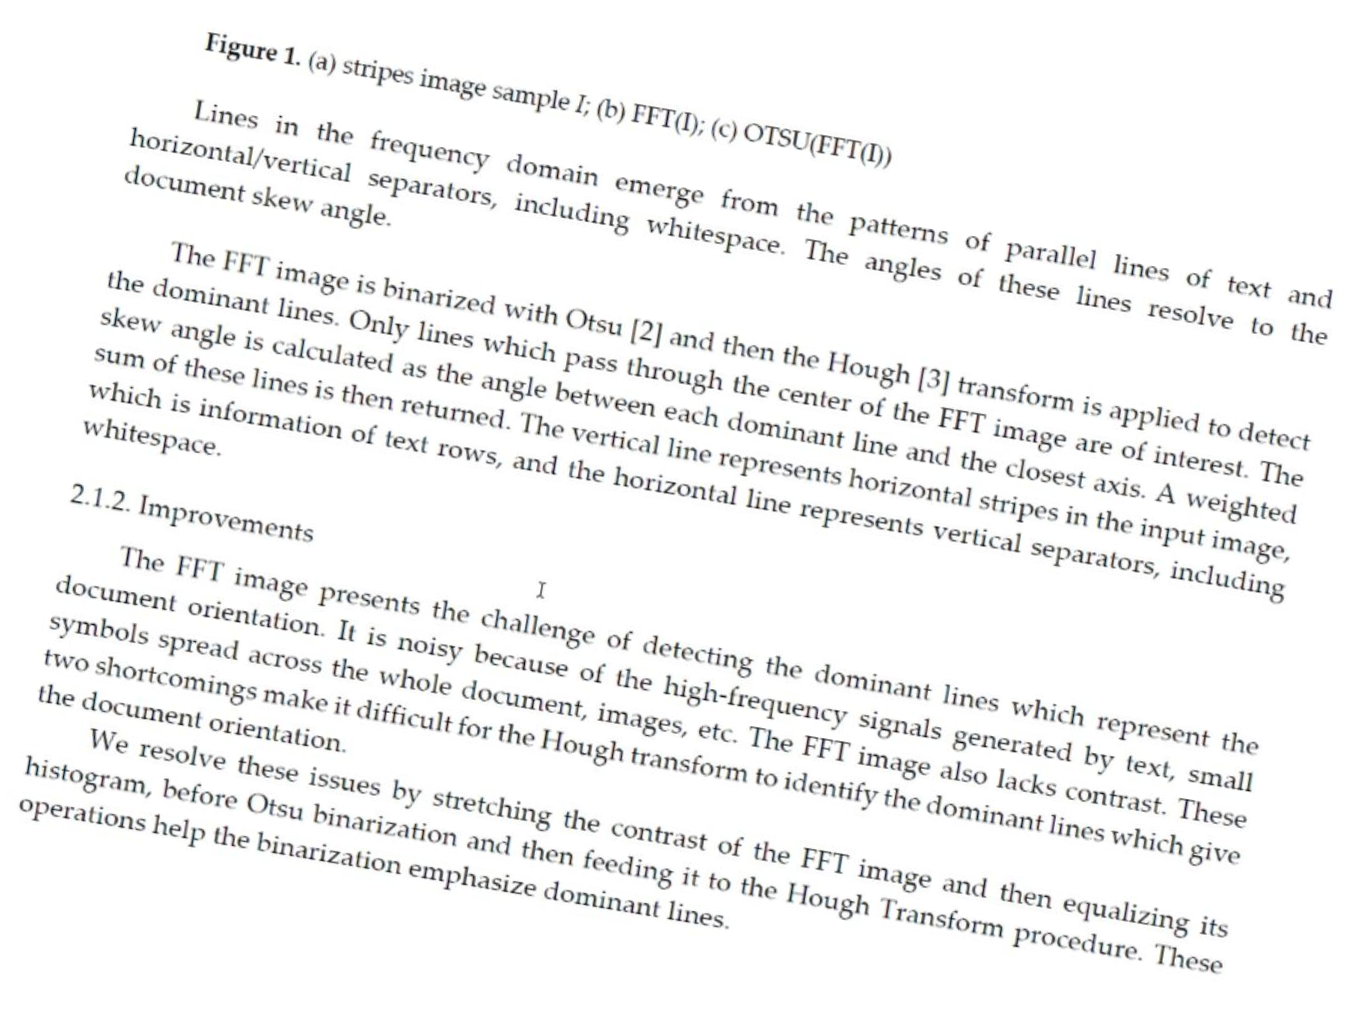 Figure 1. (a) stripes image sample I; (b) FFT(I); (c) OTSU(FFT(I))
Lines in the frequency domain emerge from the patterns of parallel lines of text and
horizontal/vertical separators, including whitespace. The angles of these lines resolve to the
document skew angle.
The FFT image is binarized with Otsu [2] and then the Hough [3] transform is applied to detect
the dominant lines. Only lines which pass through the center of the FFT image are of interest. The
skew angle is calculated as the angle between each dominant line and the closest axis. A weighted
sum of these lines is then returned. The vertical line represents horizontal stripes in the input image,
which is information of text rows, and the horizontal line represents vertical separators, including
whitespace.
2.1.2. Improvements
The FFT image presents the challenge of detecting the dominant lines which represent the
document orientation. It is noisy because of the high-frequency signals generated by text, small
symbols spread across the whole document, images, etc. The FFT image also lacks contrast. These
two shortcomings make it difficult for the Hough transform to identify the dominant lines which give
the document orientation.
We resolve these issues by stretching the contrast of the FFT image and then equalizing its
histogram, before Otsu binarization and then feeding it to the Hough Transform procedure. These
operations help the binarization emphasize dominant lines.